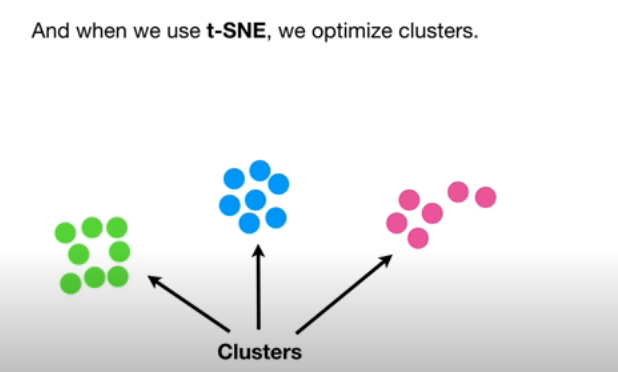 And when we use t-SNE, we optimize clusters.
Clusters